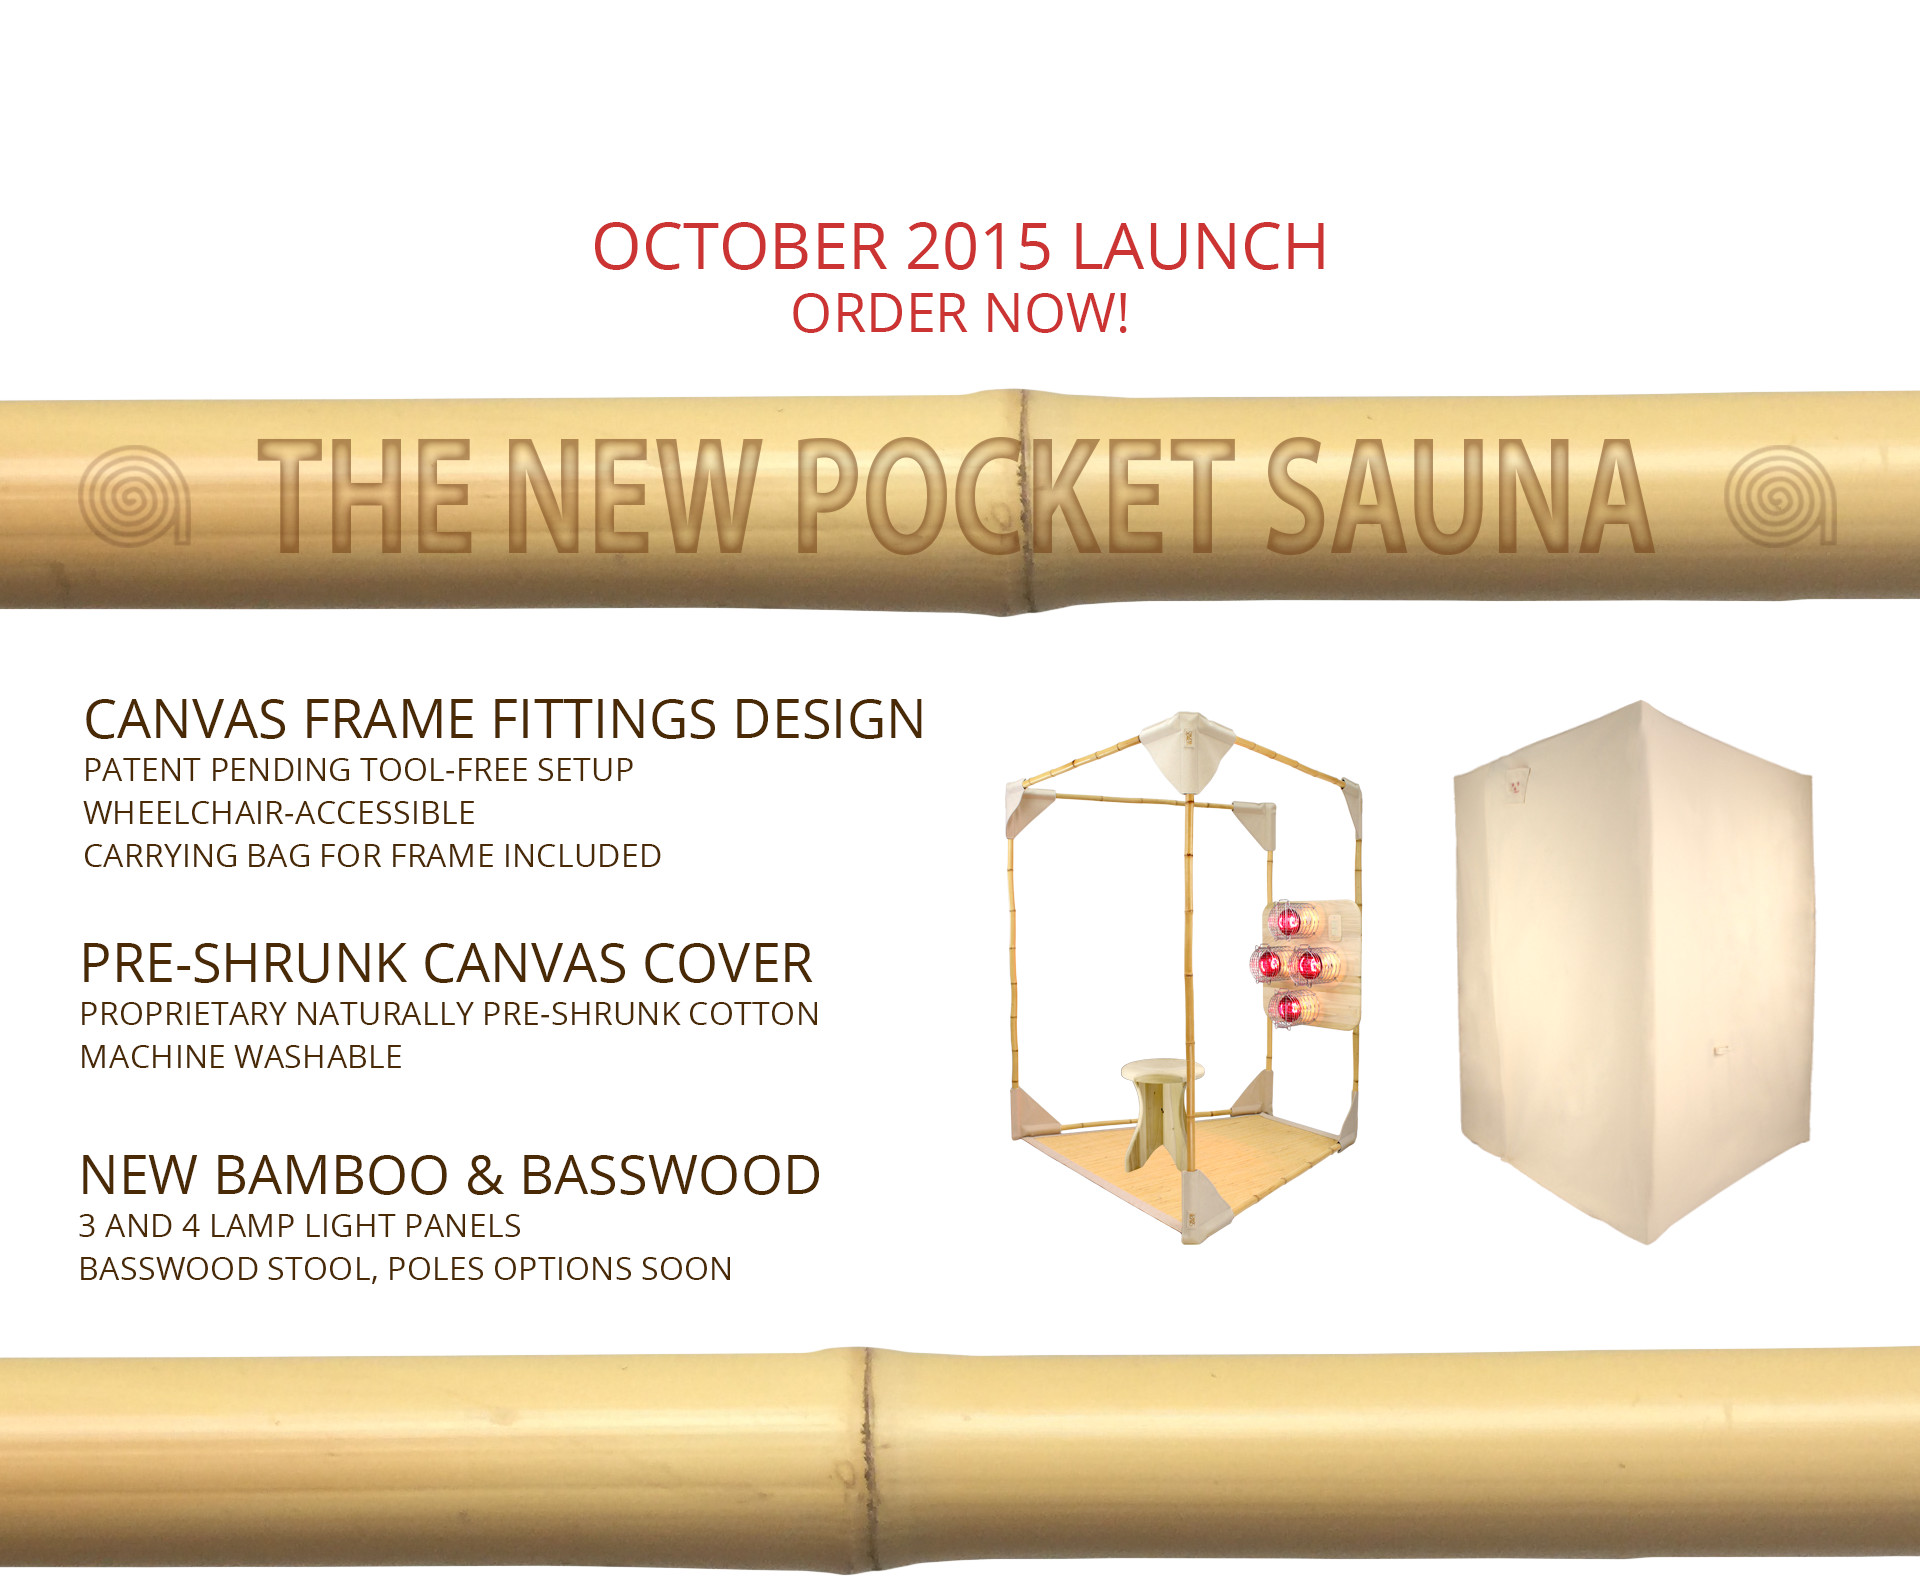 OCTOBER 2015 LAUNCH
ORDER NOW!
THE NEW POCKET SAUNA
CANVAS FRAME FITTINGS DESIGN
PATENT PENDING TOOL-FREE SETUP
WHEELCHAIR-ACCESSIBLE
CARRYING BAG FOR FRAME INCLUDED
PRE-SHRUNK CANVAS COVER
PROPRIETARY NATURALLY PRE-SHRUNK COTTON
MACHINE WASHABLE
NEW BAMBOO & BASSWOOD
3 AND 4 LAMP LIGHT PANELS
BASSWOOD STOOL, POLES OPTIONS SOON